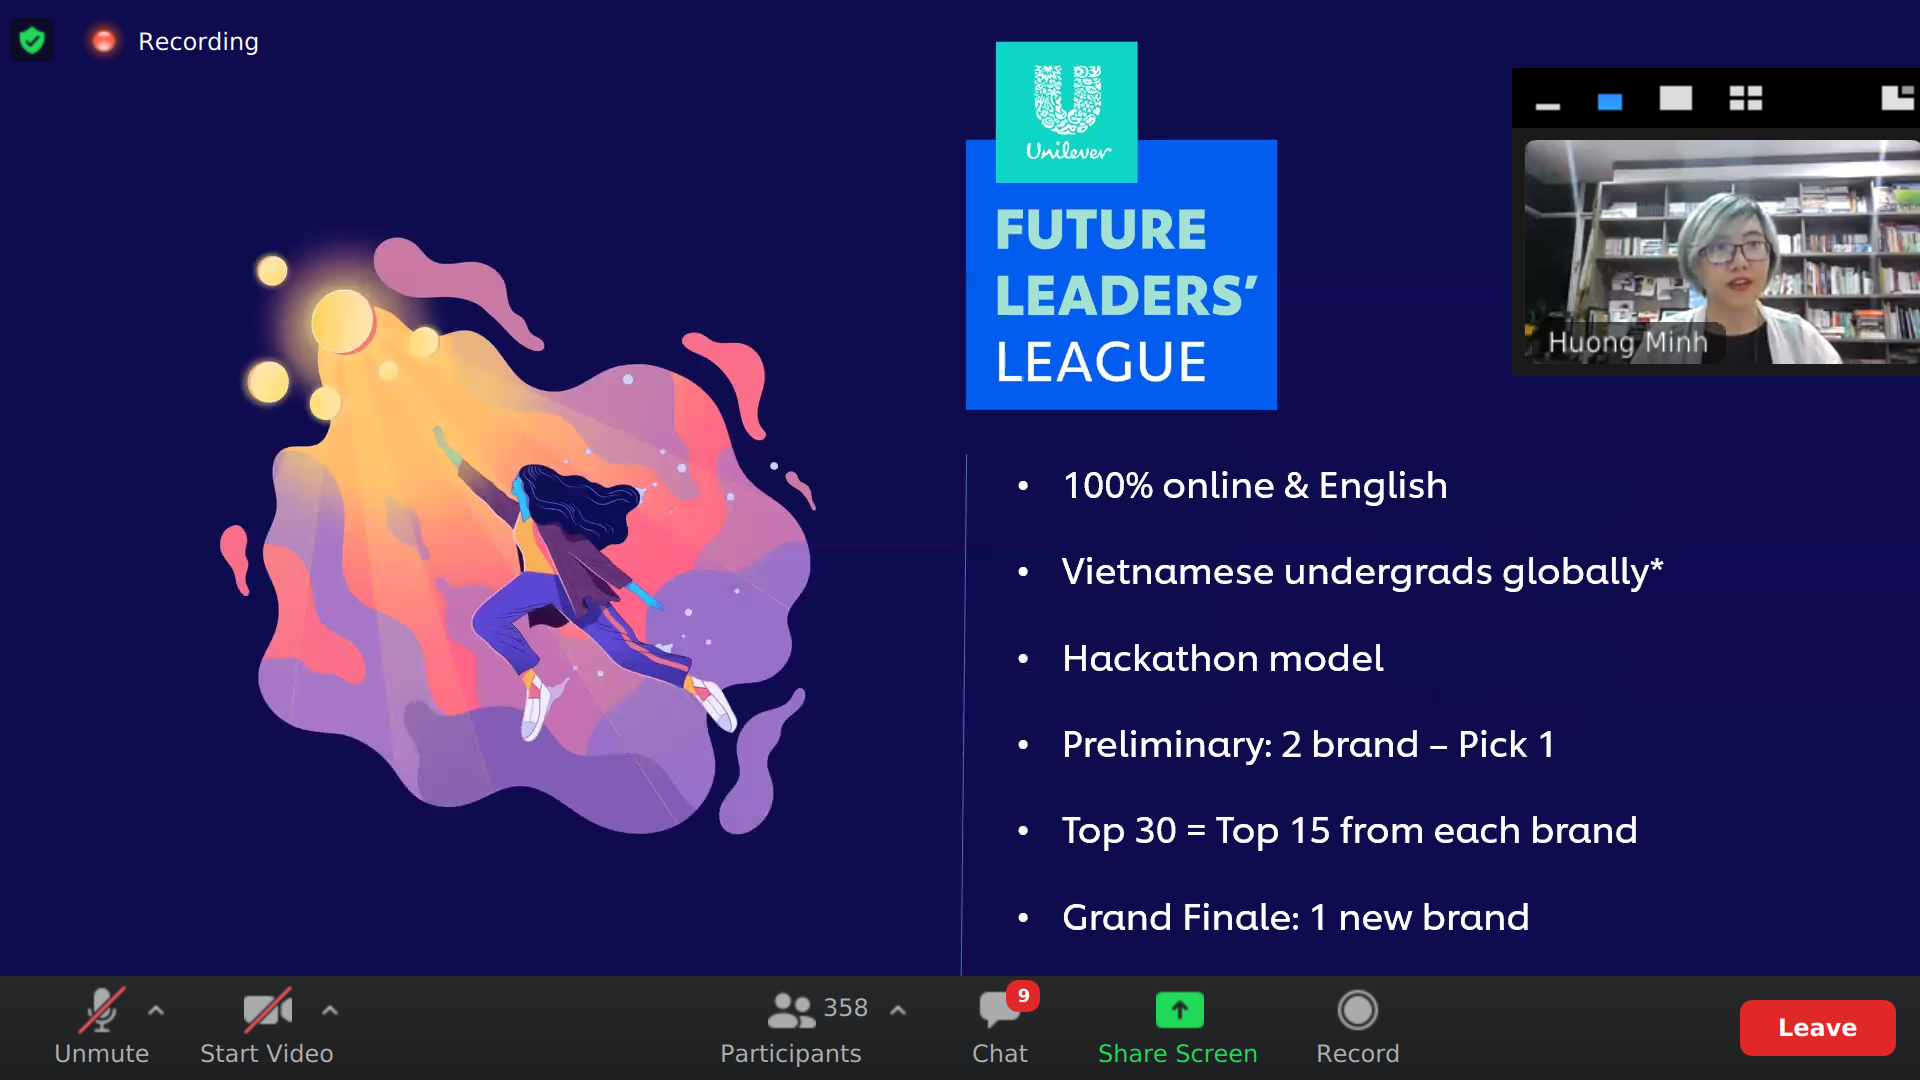 Recording
Unilever
FUTURE
LEADERS’
LEAGUE
Huong Minh
• 100% online & English
• Vietnamese undergrads globally*
• Hackathon model
• Preliminary: 2 brand – Pick 1
• Top 30 = Top 15 from each brand
• Grand Finale: 1 new brand
Unmute
Start Video
358
Participants
9
Chat
Share Screen
Record
Leave